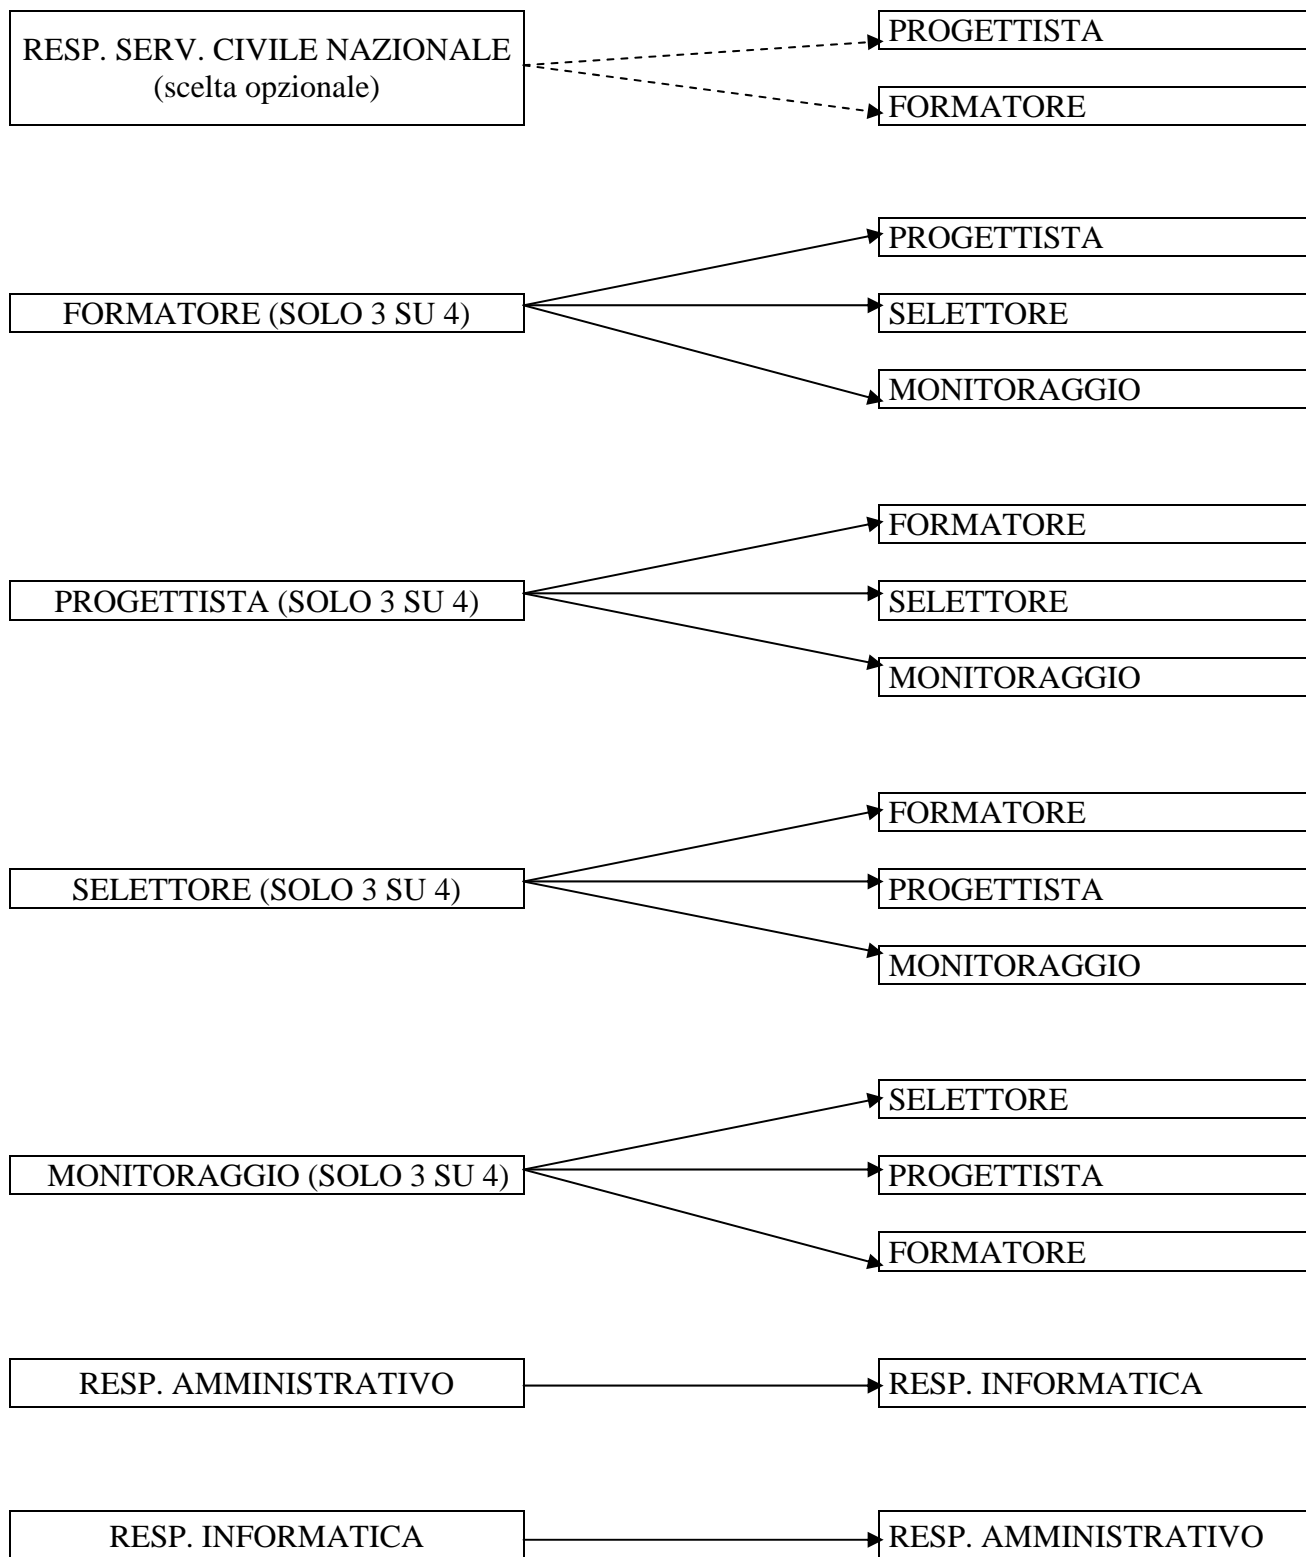 RESP. SERV. CIVILE NAZIONALE
(scelta opzionale)
PROGETTISTA
FORMATORE
FORMATORE (SOLO 3 SU 4)
PROGETTISTA
SELETTORE
MONITORAGGIO
PROGETTISTA (SOLO 3 SU 4)
FORMATORE
SELETTORE
MONITORAGGIO
SELETTORE (SOLO 3 SU 4)
FORMATORE
PROGETTISTA
MONITORAGGIO
MONITORAGGIO (SOLO 3 SU 4)
SELETTORE
PROGETTISTA
FORMATORE
RESP. AMMINISTRATIVO
RESP. INFORMATICA
RESP. INFORMATICA
RESP. AMMINISTRATIVO